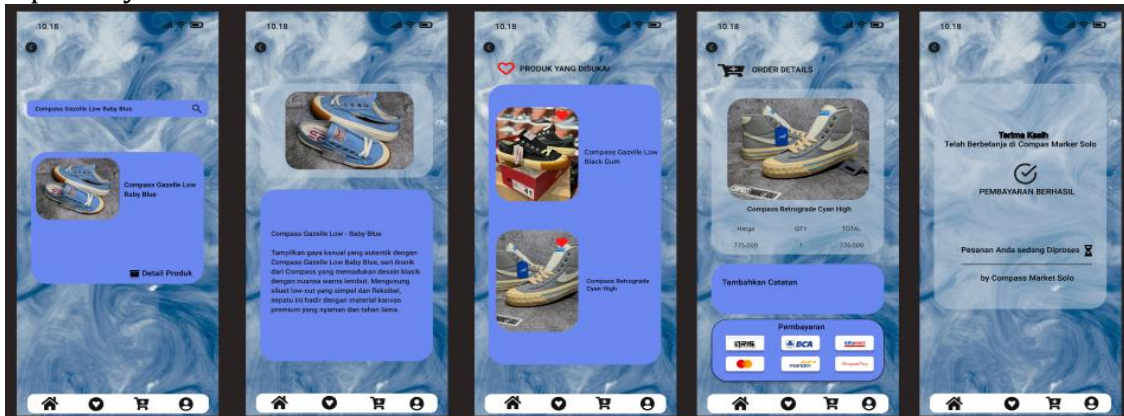 10.18
Compass Gazelle Low Baby Blue
Compass Gazelle Low
Baby Blue
Detail Produk
10.18
Compass Gazelle Low - Baby Blue
Tampilkan gaya kasual yang autentik dengan
Compass Gazelle Low Baby Blue, seri ikonik
dari Compass yang memadukan desain klasik
dengan nuansa warna lembut. Mengusung
siluet low-cut yang simpel dan fleksibel,
sepatu ini hadir dengan material kanvas
premium yang nyaman dan tahan lama.
10.18
PRODUK YANG DISUKAI
41
Compass Gazelle Low
Black Gum
Compass Retrograde
Cyan High
10.18
ORDER DETAILS
Compass Retrograde Cyan High
Harga QTY TOTAL
775.000 1 775.000
Tambahkan Catatan
Pembayaran
QRIS BCA Alfamart
mandiri ShopeePay
10.18
Terima Kasih
Telah Berbelanja di Compas Marker Solo
PEMBAYARAN BERHASIL
Pesanan Anda sedang Diproses
by Compass Market Solo